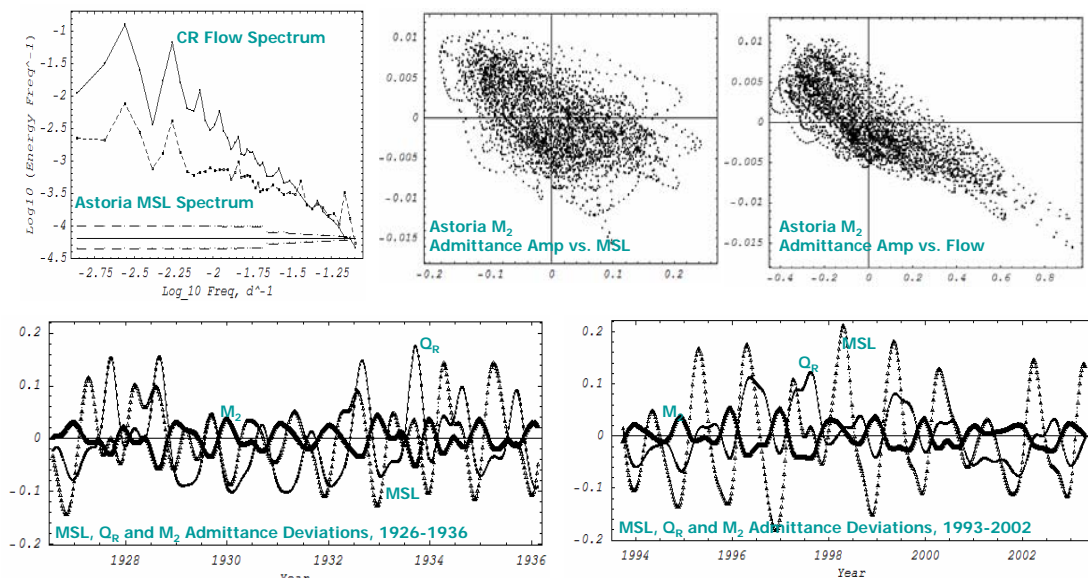 CR Flow Spectrum
Astoria MSL Spectrum
Log10 (Energy Freq^-1)
-1
-1.5
-2
-2.5
-3
-3.5
-4
-4.5
-2.75 -2.5 -2.25 -2 -1.75 -1.5 -1.25
Log_10 Freq, d^-1
0.01
0.005
0
-0.005
-0.01
-0.015
Astoria M2
Admittance Amp vs. MSL
-0.2 -0.1 0 0.1 0.2
0.01
0.005
0
-0.005
-0.01
-0.015
Astoria M2
Admittance Amp vs. Flow
-0.4 -0.2 0 0.2 0.4 0.6 0.8
0.2
0.1
0
-0.1
-0.2
QR
M2
MSL
MSL, QR and M2 Admittance Deviations, 1926-1936
1928 1930 1932 1934 1936
Year
0.2
0.1
0
-0.1
-0.2
MSL
QR
M2
MSL, QR and M2 Admittance Deviations, 1993-2002
1994 1996 1998 2000 2002
Year